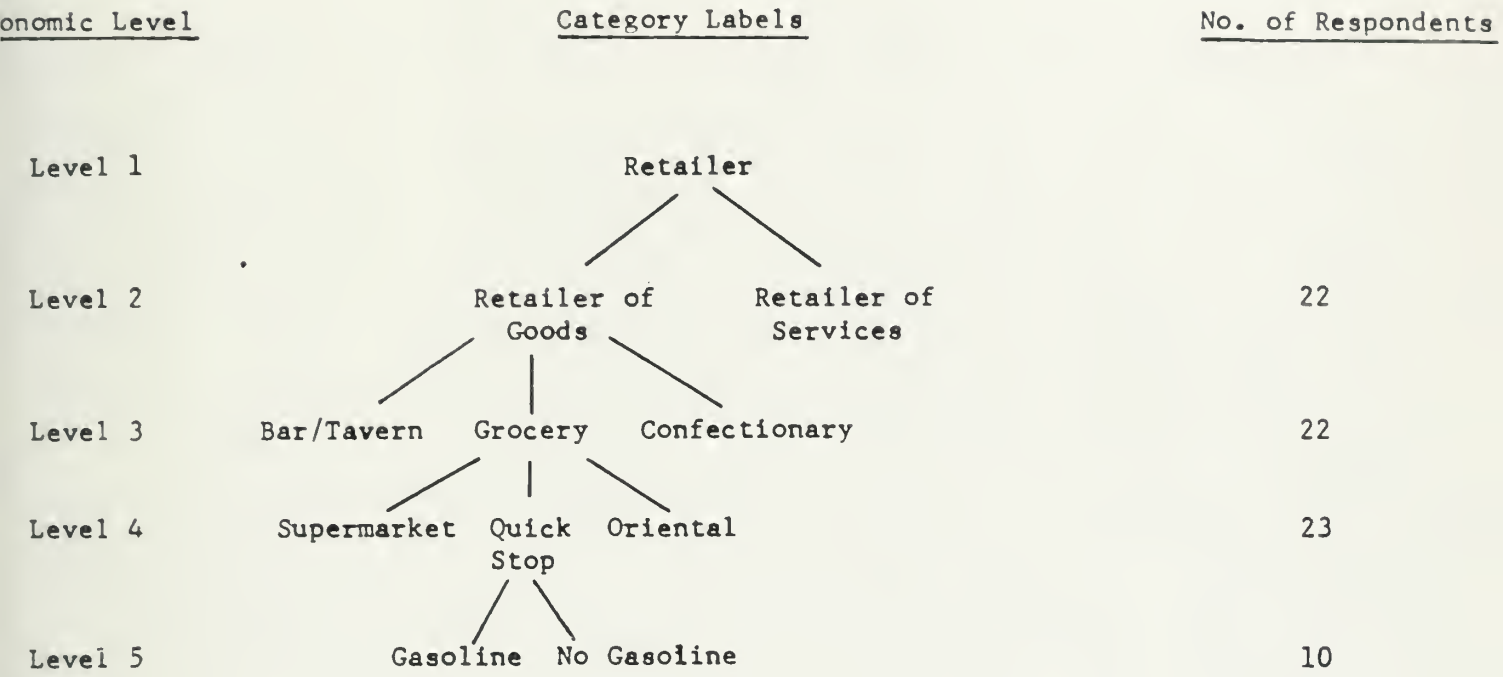 onomic Level Category Labels No. of Respondents
Level 1 Retailer
Level 2 Retailer of Retailer of 22
Goods Services
Level 3 Bar/Tavern Grocery Confectionary 22
Level 4 Supermarket Quick Oriental 23
Stop
Level 5 Gasoline No Gasoline 10